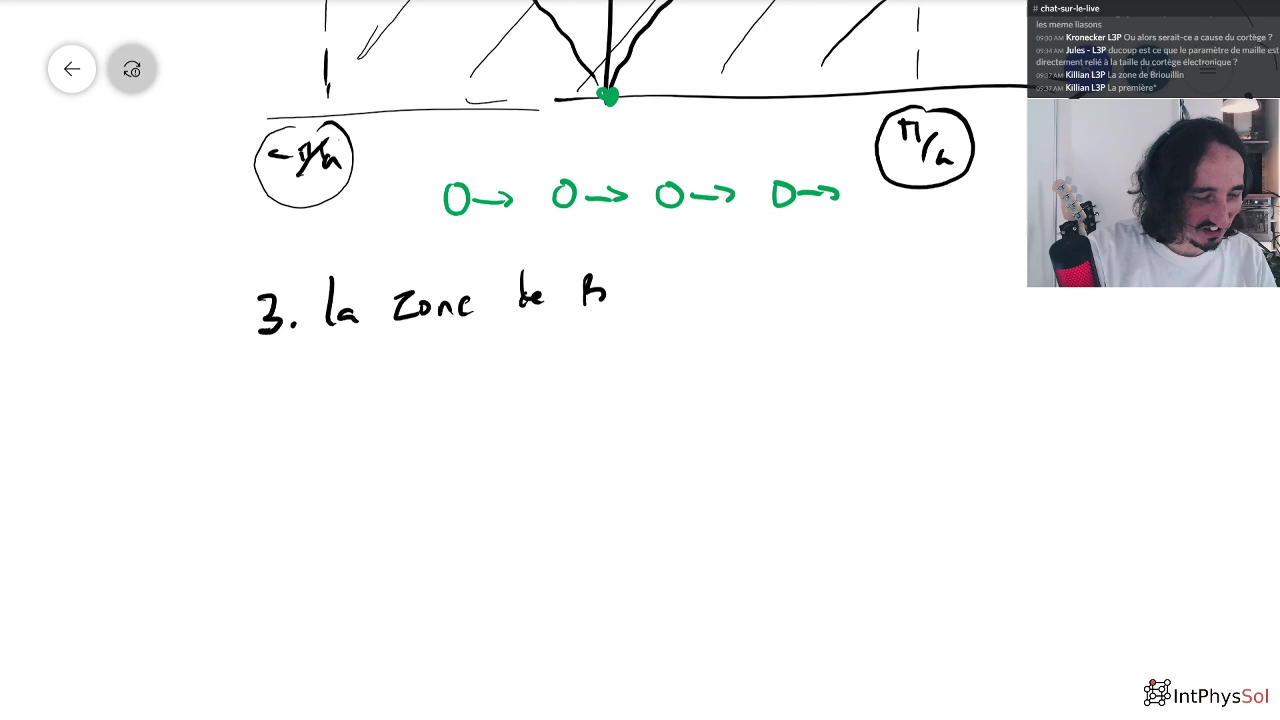 # chat-sur-le-live
les meme liasons
09:30 AM Kronecker L3P Ou alors serait-ce a cause du cortège ?
09:34 AM Jules - L3P ducoup est ce que le paramètre de maille est
directement relié à la taille du cortège électronique ?
09:37 AM Killian L3P La zone de Briouillin
09:37 AM Killian L3P La première*
-π/a
π/a
3. la zone de B
IntPhysSol